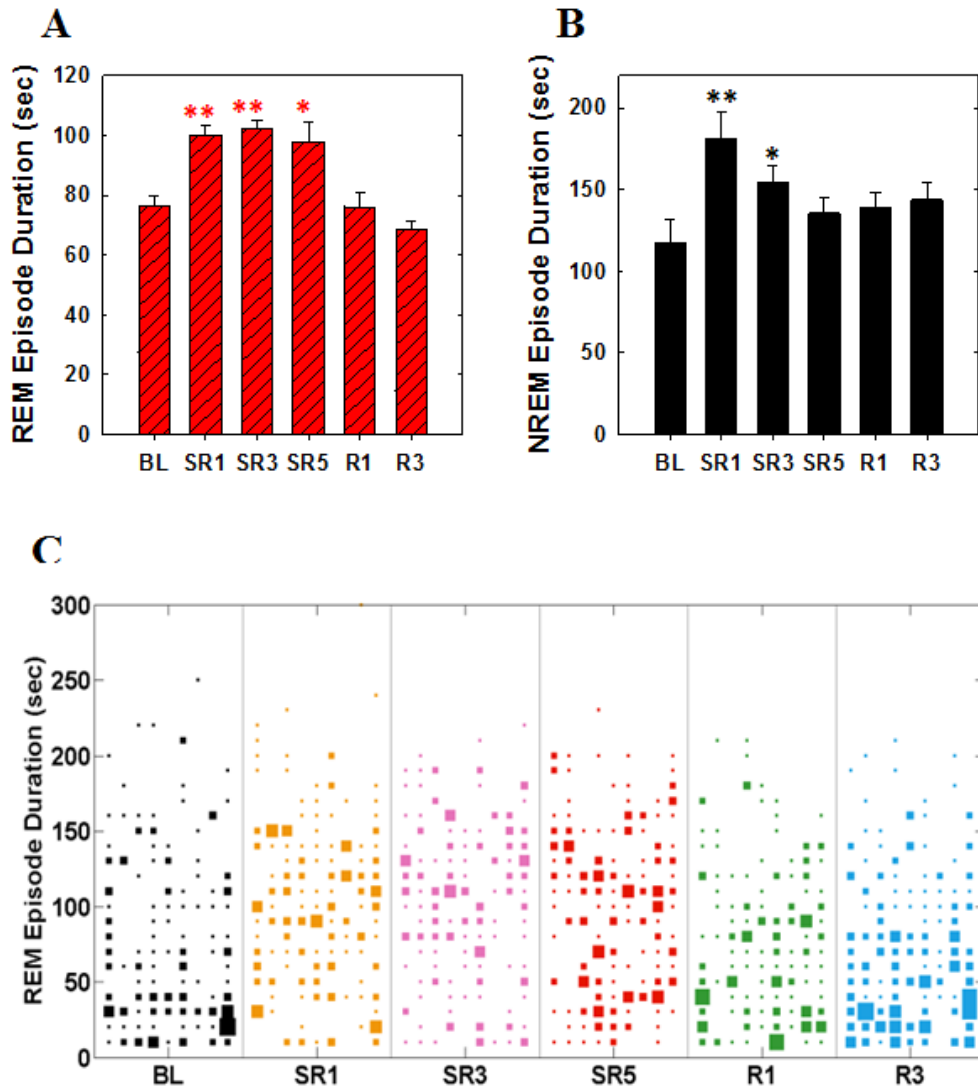 A
REM Episode Duration (sec)
120
100
80
60
40
20
0
** ** *
BL SR1 SR3 SR5 R1 R3
B
NREM Episode Duration (sec)
200
150
100
50
0
** *
BL SR1 SR3 SR5 R1 R3
C
REM Episode Duration (sec)
300
250
200
150
100
50
0
BL SR1 SR3 SR5 R1 R3